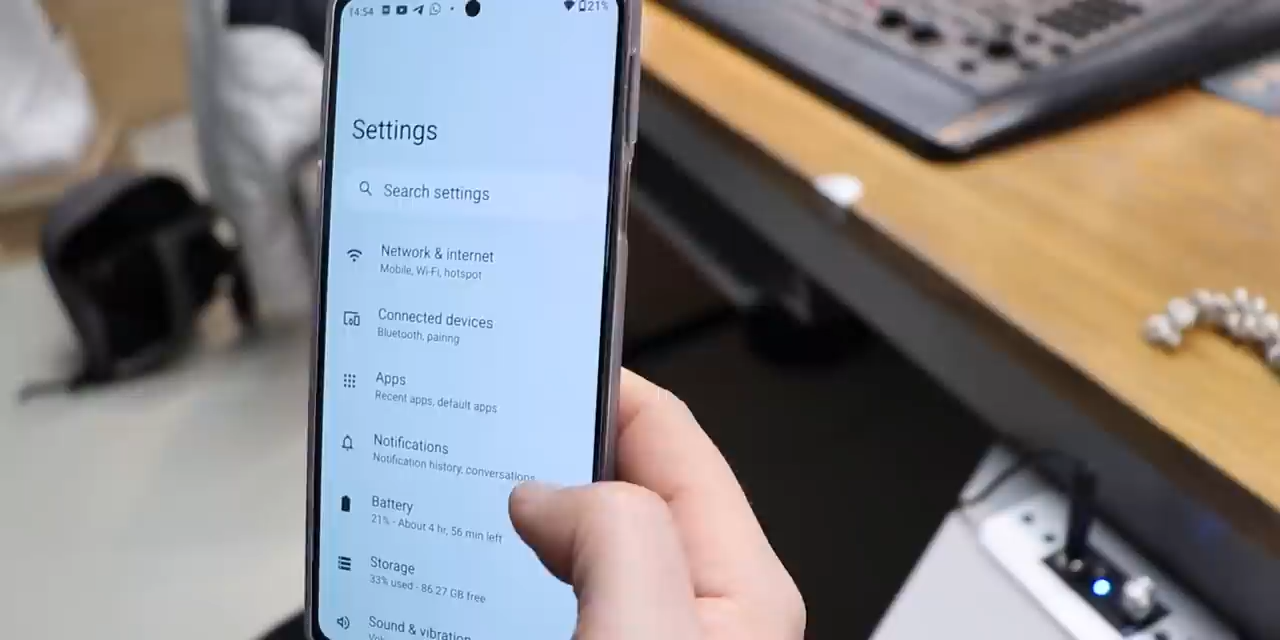 14:54
21%
Settings
Search settings
Network & internet
Mobile, Wi-Fi, hotspot
Connected devices
Bluetooth, pairing
Apps
Recent apps, default apps
Notifications
Notification history, conversations
Battery
21% - About 4 hr, 56 min left
Storage
33% used - 86.27 GB free
Sound & vibration